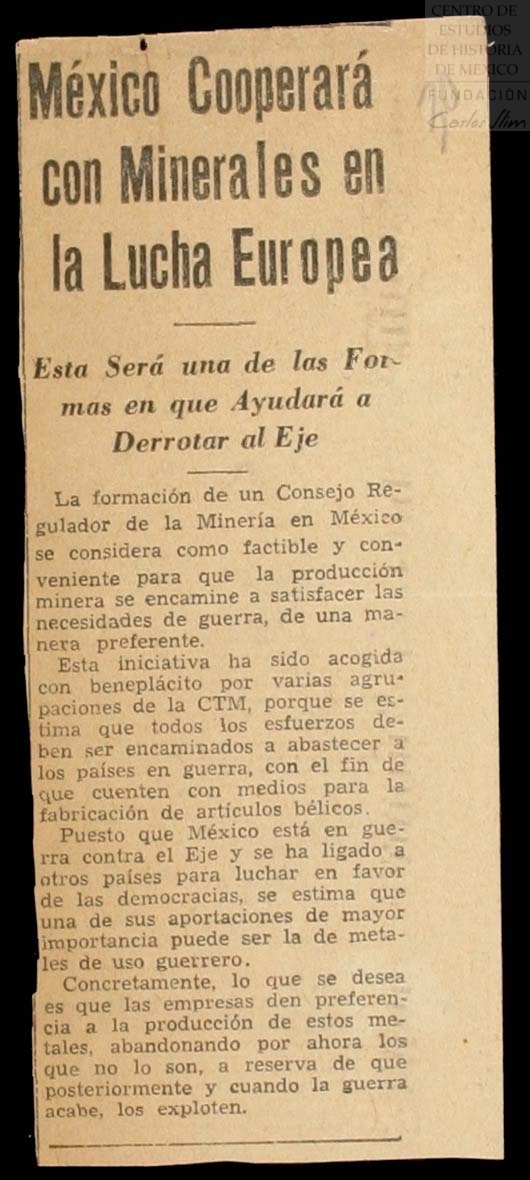 CENTRO DE
ESTUDIOS
DE HISTORIA
DE MÉXICO
FUNDACIÓN
Carlos Slim
México Cooperará
con Minerales en
la Lucha Europea
Esta Será una de las For-
mas en que Ayudará a
Derrotar al Eje
La formación de un Consejo Re-
gulador de la Minería en México
se considera como factible y con-
veniente para que la producción
minera se encamine a satisfacer las
necesidades de guerra, de una ma-
nera preferente.
Esta iniciativa ha sido acogida
con beneplácito por varias agru-
paciones de la CTM, porque se es-
tima que todos los esfuerzos de-
ben ser encaminados a abastecer a
los países en guerra, con el fin de
que cuenten con medios para la
fabricación de artículos bélicos.
Puesto que México está en gue-
rra contra el Eje y se ha ligado a
otros países para luchar en favor
de las democracias, se estima que
una de sus aportaciones de mayor
importancia puede ser la de meta-
les de uso guerrero.
Concretamente, lo que se desea
es que las empresas den preferen-
cia a la producción de estos me-
tales, abandonando por ahora los
que no lo son, a reserva de que
posteriormente y cuando la guerra
acabe, los exploten.